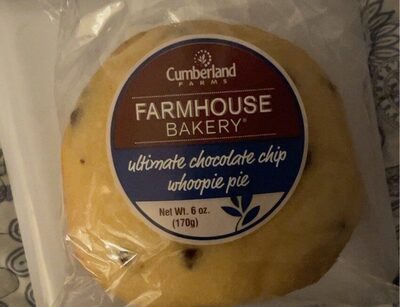 Cumberland
FARMS
FARMHOUSE
BAKERY®
ultimate chocolate chip
whoopie pie
Net Wt. 6 oz.
(170g)